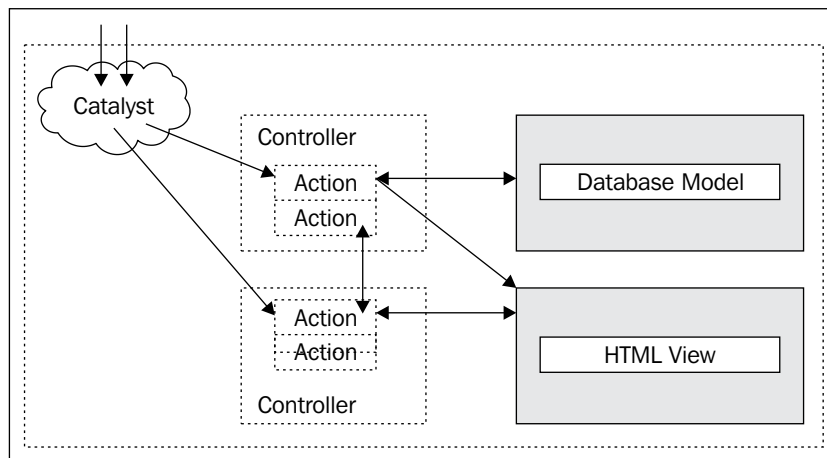 Catalyst
Controller
Action
Action
Database Model
Action
Action
Controller
HTML View